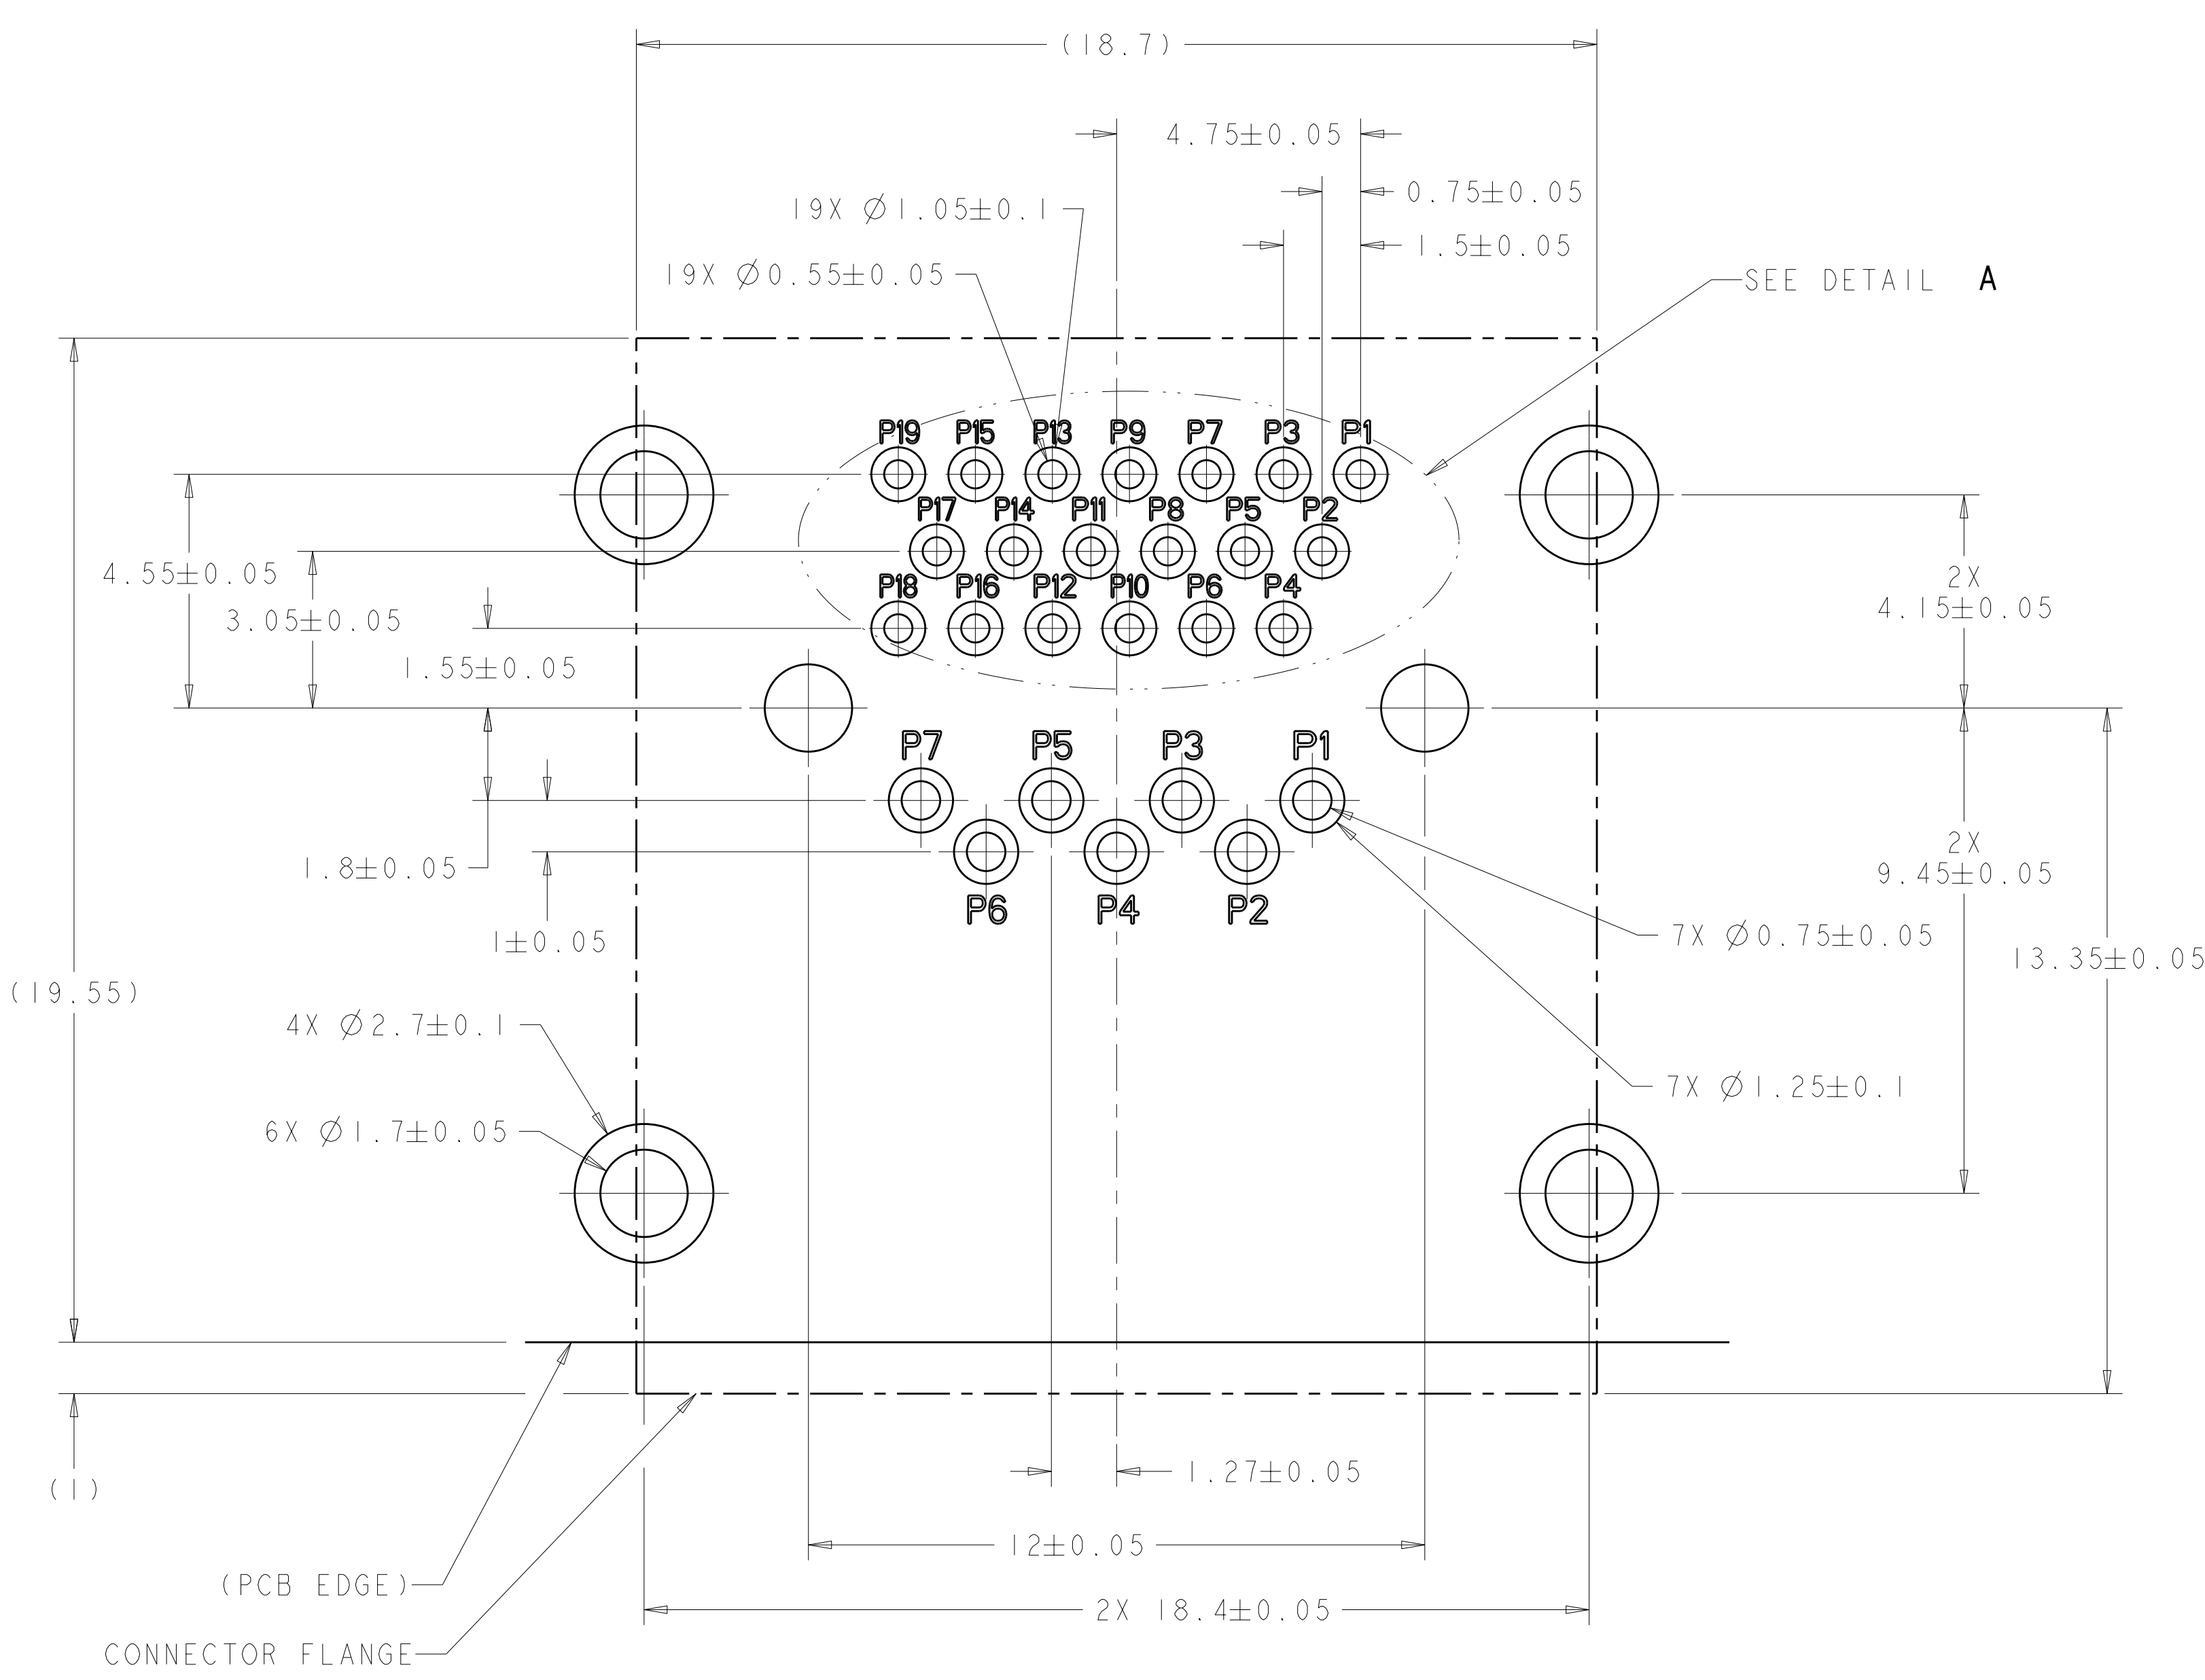 (18.7)
4.75±0.05
0.75±0.05
19X Ø1.05±0.1
1.5±0.05
19X Ø0.55±0.05
SEE DETAIL A
P19 P15 P13 P9 P7 P3 P1
P17 P14 P11 P8 P5 P2
P18 P16 P12 P10 P6 P4
4.55±0.05
3.05±0.05
1.55±0.05
2X
4.15±0.05
P7 P5 P3 P1
1.8±0.05
2X
9.45±0.05
P6 P4 P2
1±0.05
7X Ø0.75±0.05
13.35±0.05
(19.55)
4X Ø2.7±0.1
7X Ø1.25±0.1
6X Ø1.7±0.05
1.27±0.05
(1)
12±0.05
(PCB EDGE)
2X 18.4±0.05
CONNECTOR FLANGE